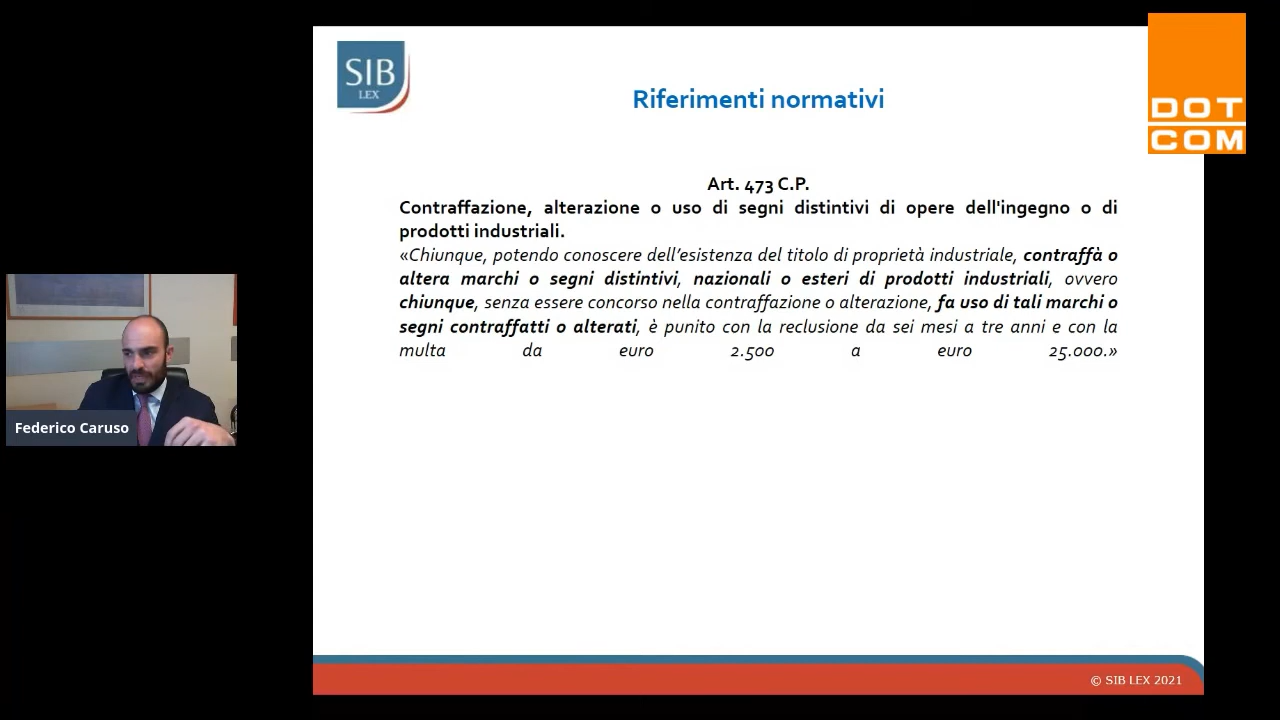 SIB
LEX
Riferimenti normativi
DOT
COM
Art. 473 C.P.
Contraffazione, alterazione o uso di segni distintivi di opere dell'ingegno o di
prodotti industriali.
«Chiunque, potendo conoscere dell’esistenza del titolo di proprietà industriale, contraffà o
altera marchi o segni distintivi, nazionali o esteri di prodotti industriali, ovvero
chiunque, senza essere concorso nella contraffazione o alterazione, fa uso di tali marchi o
segni contraffatti o alterati, è punito con la reclusione da sei mesi a tre anni e con la
multa da euro 2.500 a euro 25.000.»
Federico Caruso
© SIB LEX 2021